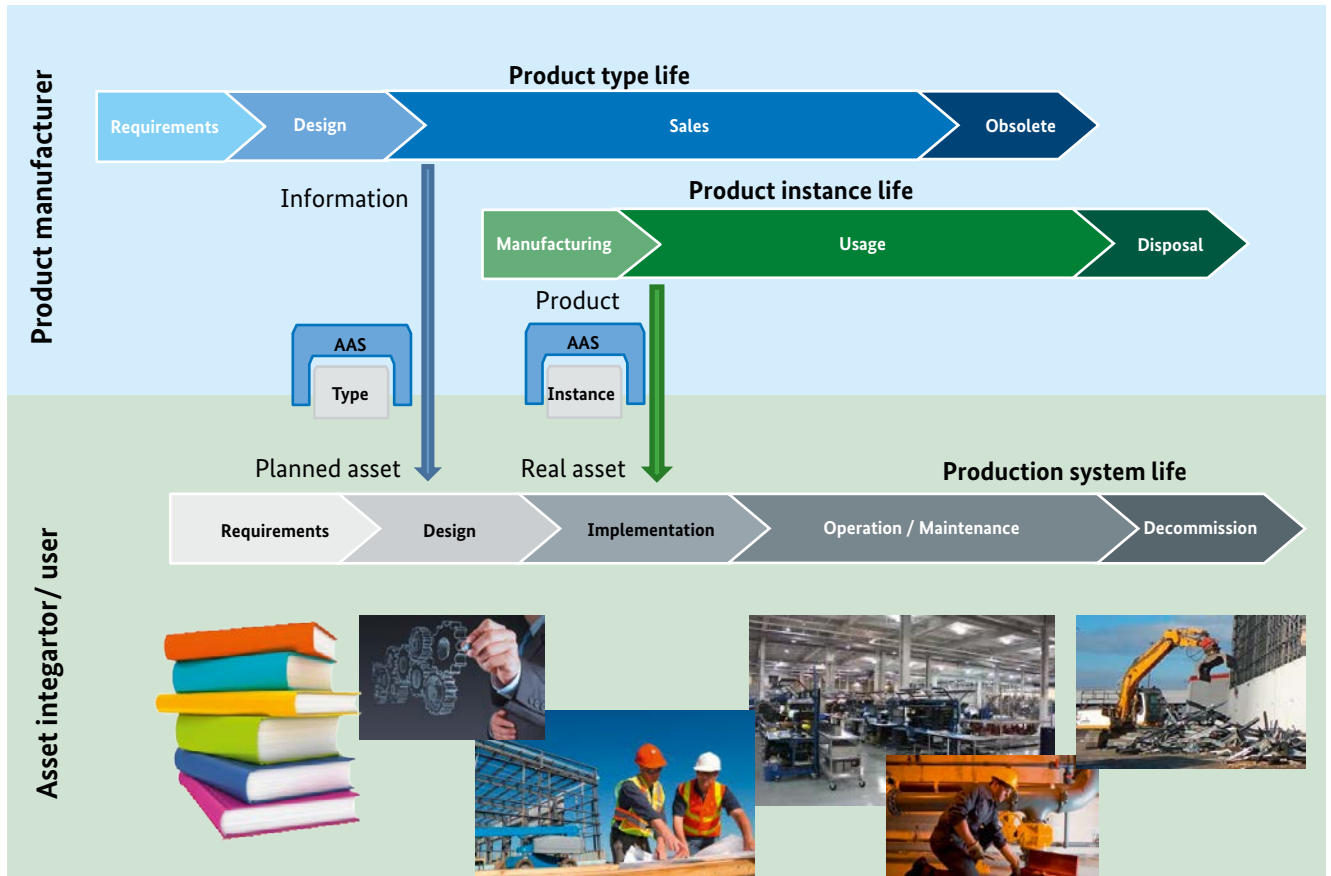 Product manufacturer
Product type life
Requirements
Design
Sales
Obsolete
Information
Product instance life
Manufacturing
Usage
Disposal
Product
AAS
Type
AAS
Instance
Asset integartor/ user
Planned asset
Real asset
Production system life
Requirements
Design
Implementation
Operation / Maintenance
Decommission